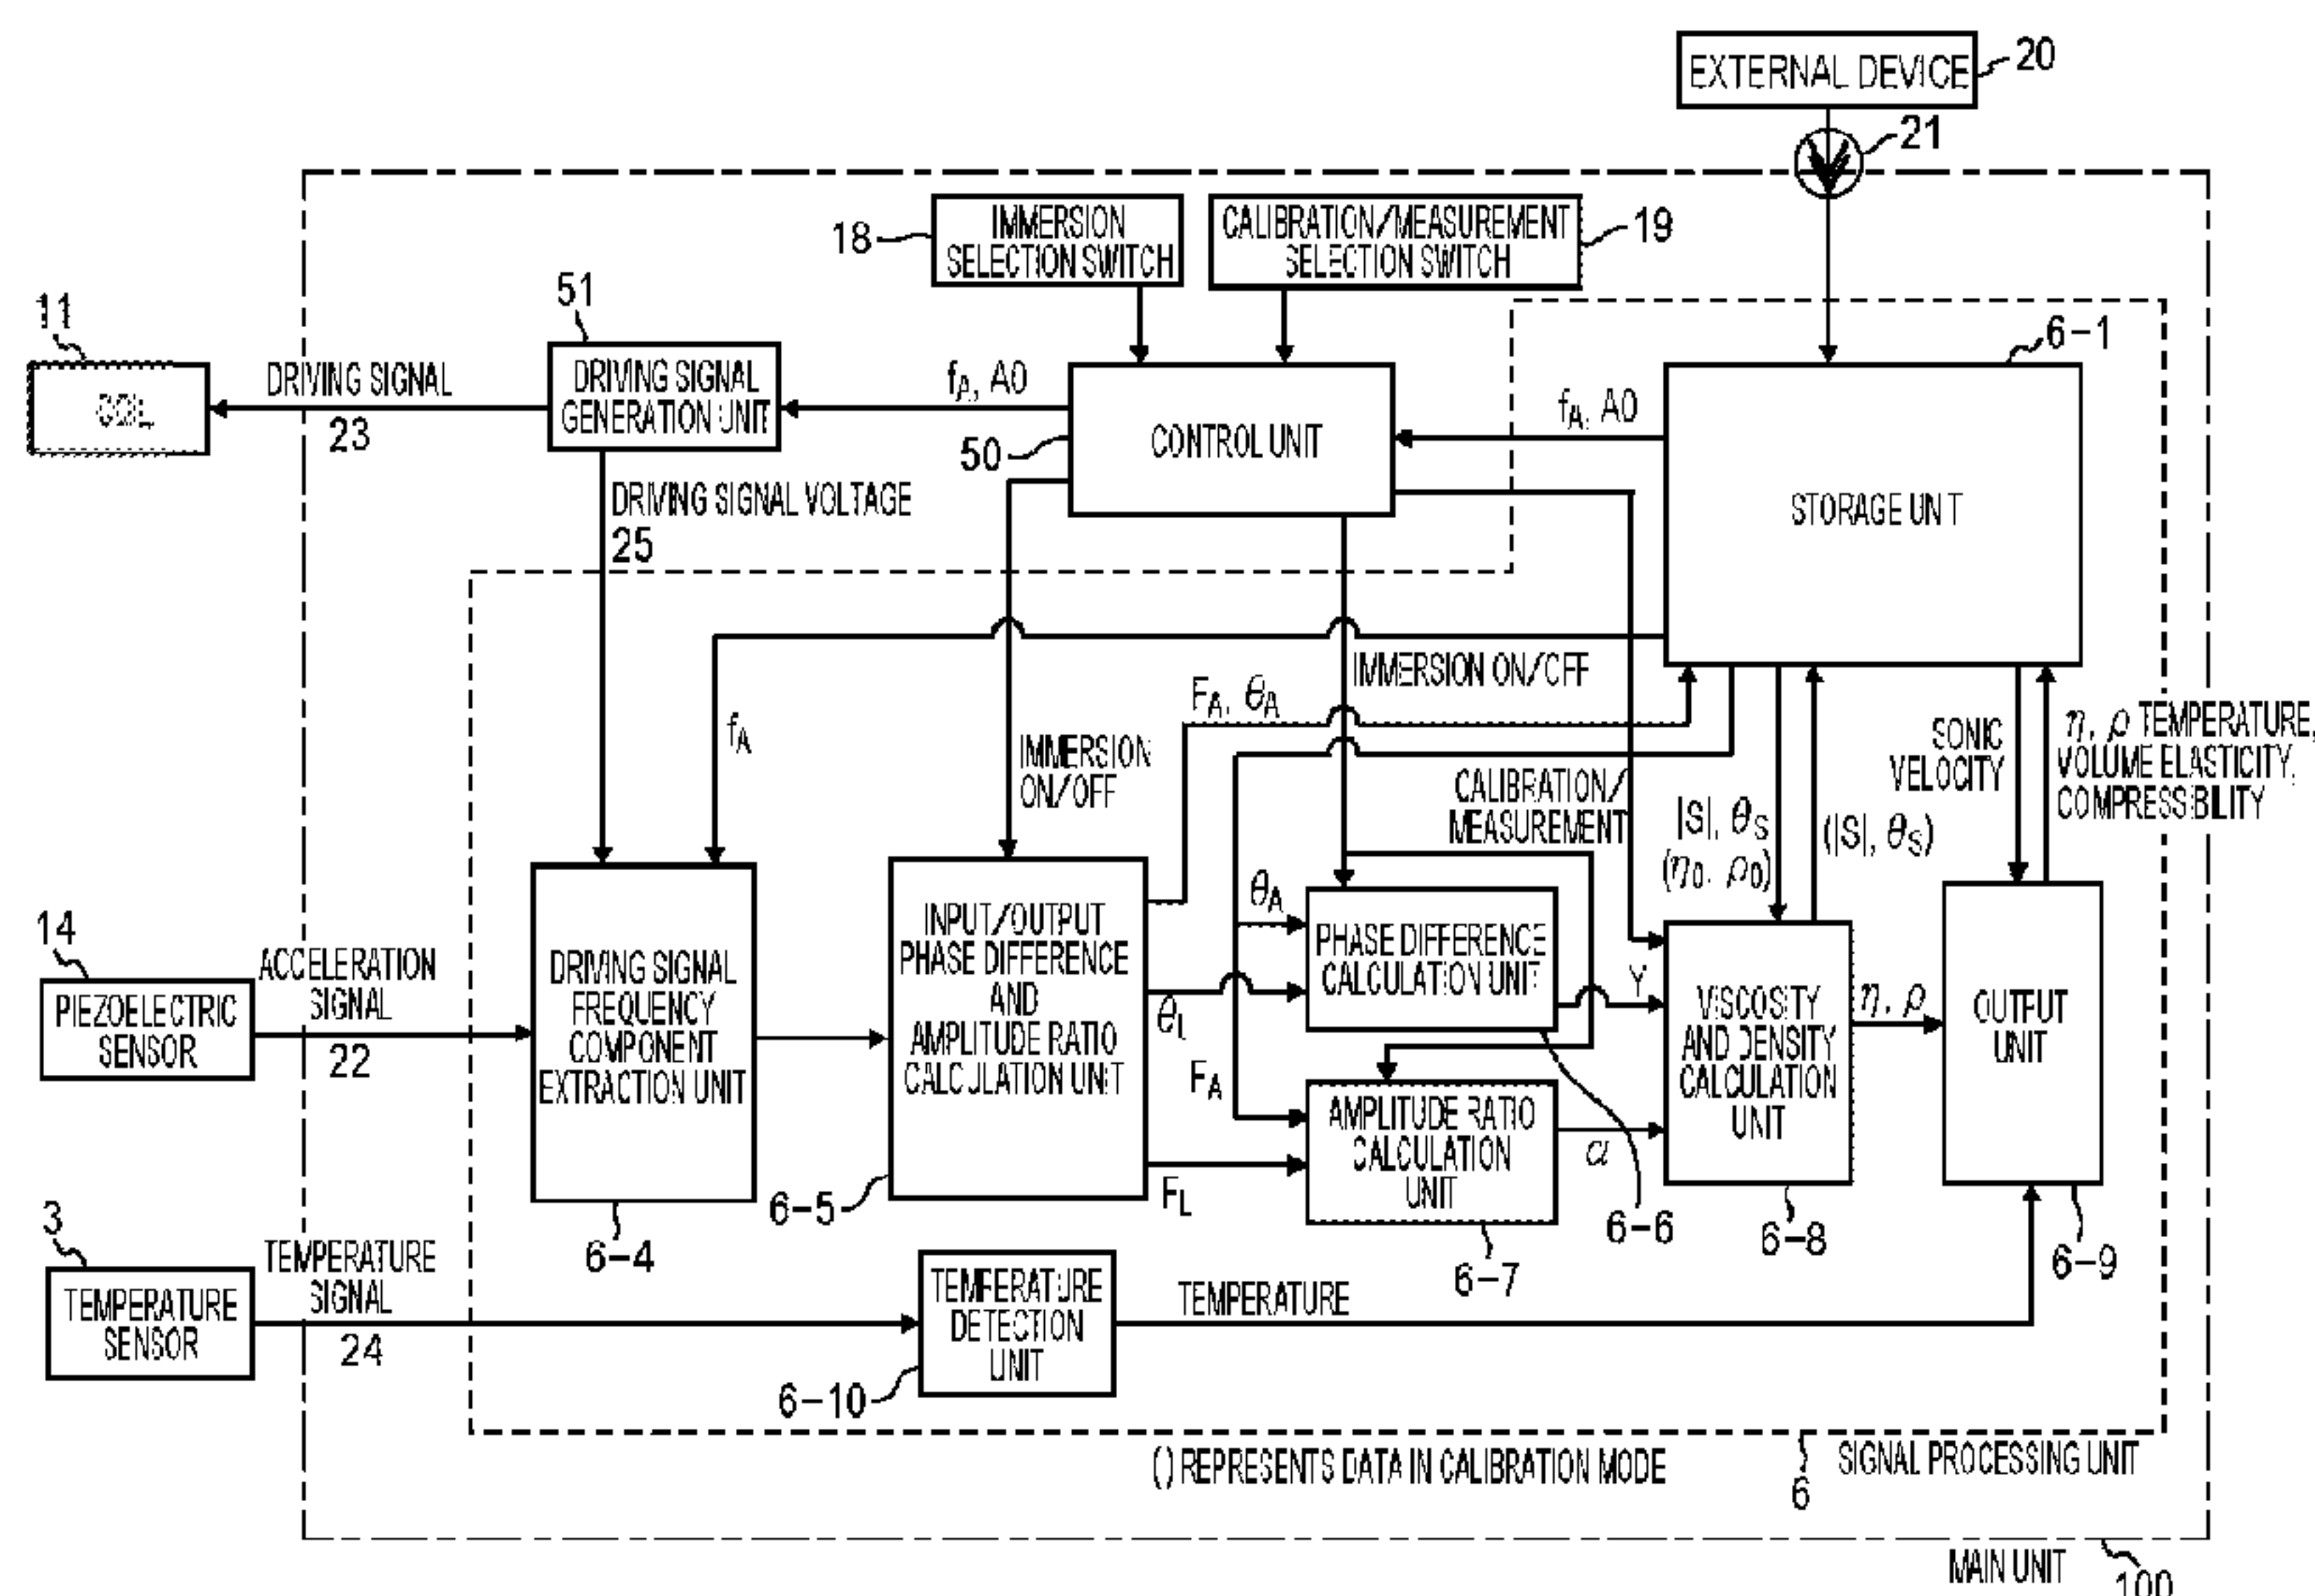 EXTERNAL DEVICE
20
21
IMMERSION
SELECTION SWITCH
18
CALIBRATION/MEASUREMENT
SELECTION SWITCH
19
11
COIL
DRIVING SIGNAL
23
51
DRIVING SIGNAL
GENERATION UNIT
fA, A0
50
CONTROL UNIT
fA, A0
6-1
STORAGE UNIT
DRIVING SIGNAL VOLTAGE
25
fA
IMMERSION
ON/OFF
FA, θA
IMMERSION ON/OFF
CALIBRATION/
MEASUREMENT
|S|, θS
(η0, ρ0)
(|S|, θS)
SONIC
VELOCITY
η, ρ TEMPERATURE,
VOLUME ELASTICITY,
COMPRESSIBILITY
14
PIEZOELECTRIC
SENSOR
ACCELERATION
SIGNAL
22
DRIVING SIGNAL
FREQUENCY
COMPONENT
EXTRACTION UNIT
6-4
INPUT/OUTPUT
PHASE DIFFERENCE
AND
AMPLITUDE RATIO
CALCULATION UNIT
6-5
θA
θL
FA
FL
PHASE DIFFERENCE
CALCULATION UNIT
6-6
AMPLITUDE RATIO
CALCULATION
UNIT
6-7
Y
α
VISCOSITY
AND DENSITY
CALCULATION
UNIT
6-8
η, ρ
OUTPUT
UNIT
6-9
3
TEMPERATURE
SENSOR
TEMPERATURE
SIGNAL
24
TEMPERATURE
DETECTION
UNIT
6-10
TEMPERATURE
() REPRESENTS DATA IN CALIBRATION MODE
6
SIGNAL PROCESSING UNIT
MAIN UNIT
100